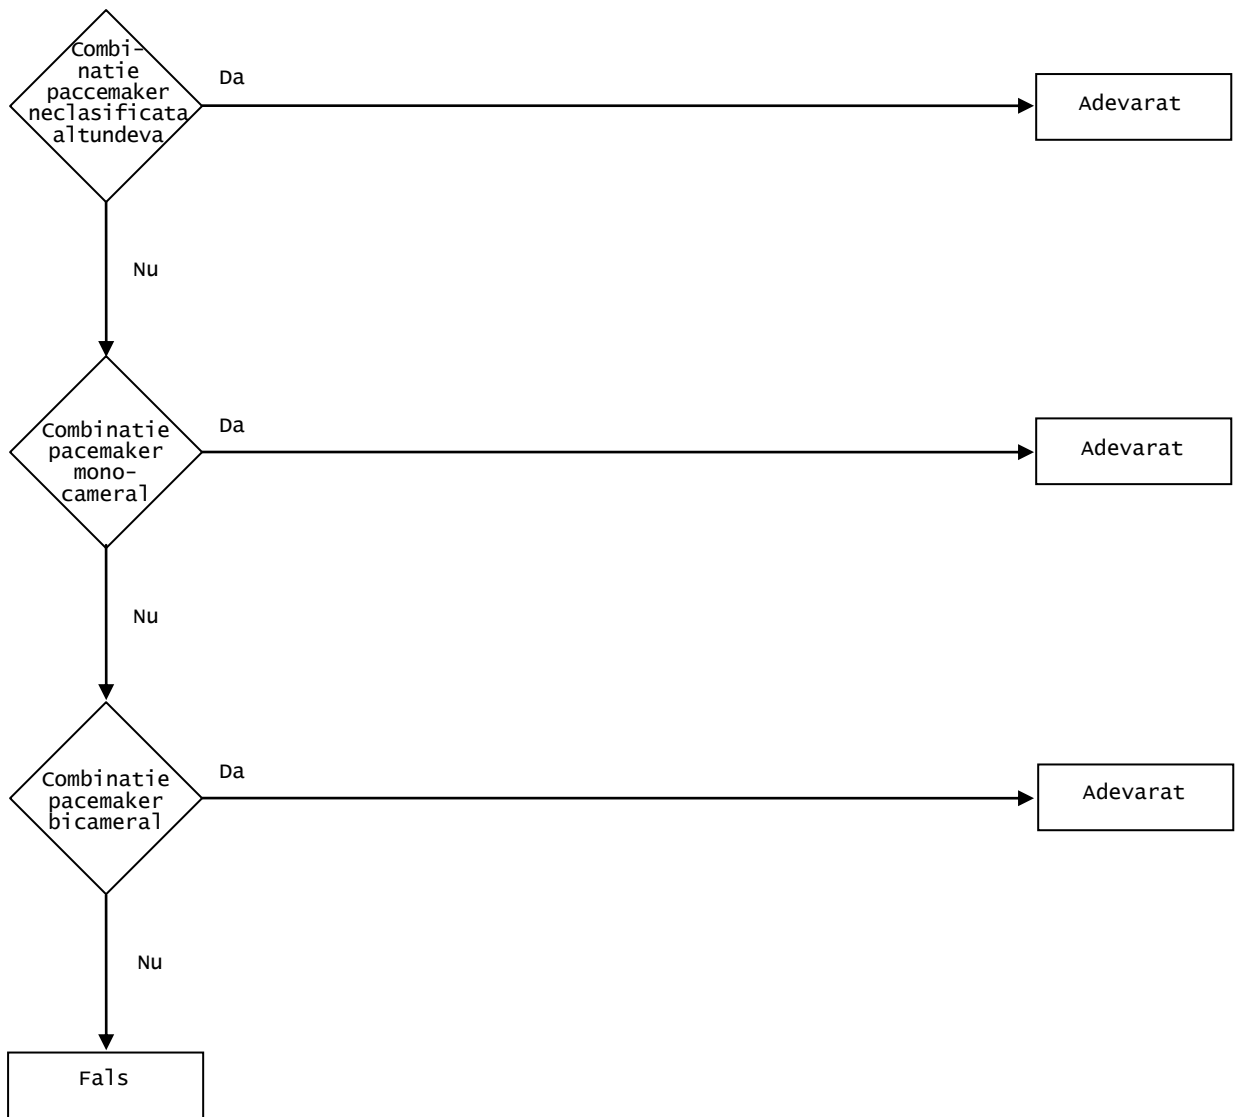 Combi-
natie
paccemaker
neclasificata
altundeva
Da
Adevarat
Nu
Combinatie
pacemaker
mono-
cameral
Da
Adevarat
Nu
Combinatie
pacemaker
bicameral
Da
Adevarat
Nu
Fals